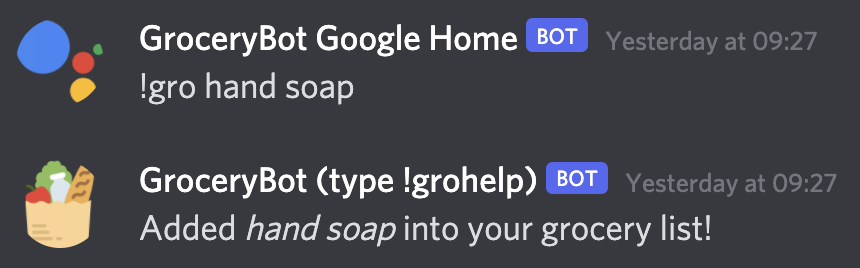 GroceryBot Google Home BOT Yesterday at 09:27
!gro hand soap
GroceryBot (type !grohelp) BOT Yesterday at 09:27
Added hand soap into your grocery list!